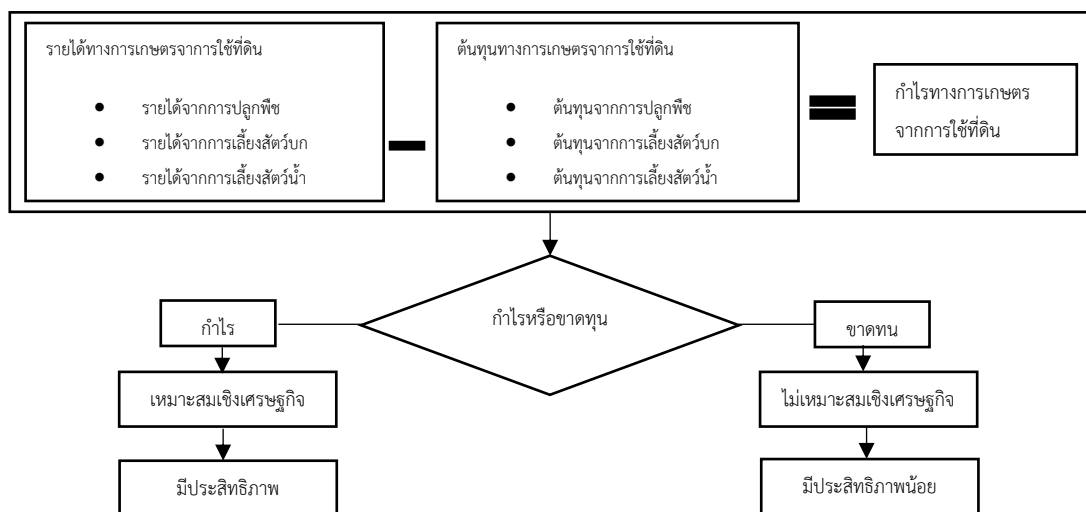 รายได้ทางการเกษตรจาการใช้ที่ดิน
● รายได้จากการปลูกพืช
● รายได้จากการเลี้ยงสัตว์บก
● รายได้จากการเลี้ยงสัตว์น้ำ
ต้นทุนทางการเกษตรจาการใช้ที่ดิน
● ต้นทุนจากการปลูกพืช
● ต้นทุนจากการเลี้ยงสัตว์บก
● ต้นทุนจากการเลี้ยงสัตว์น้ำ
กำไรทางการเกษตร
จากการใช้ที่ดิน
กำไรหรือขาดทุน
กำไร
ขาดทน
เหมาะสมเชิงเศรษฐกิจ
ไม่เหมาะสมเชิงเศรษฐกิจ
มีประสิทธิภาพ
มีประสิทธิภาพน้อย